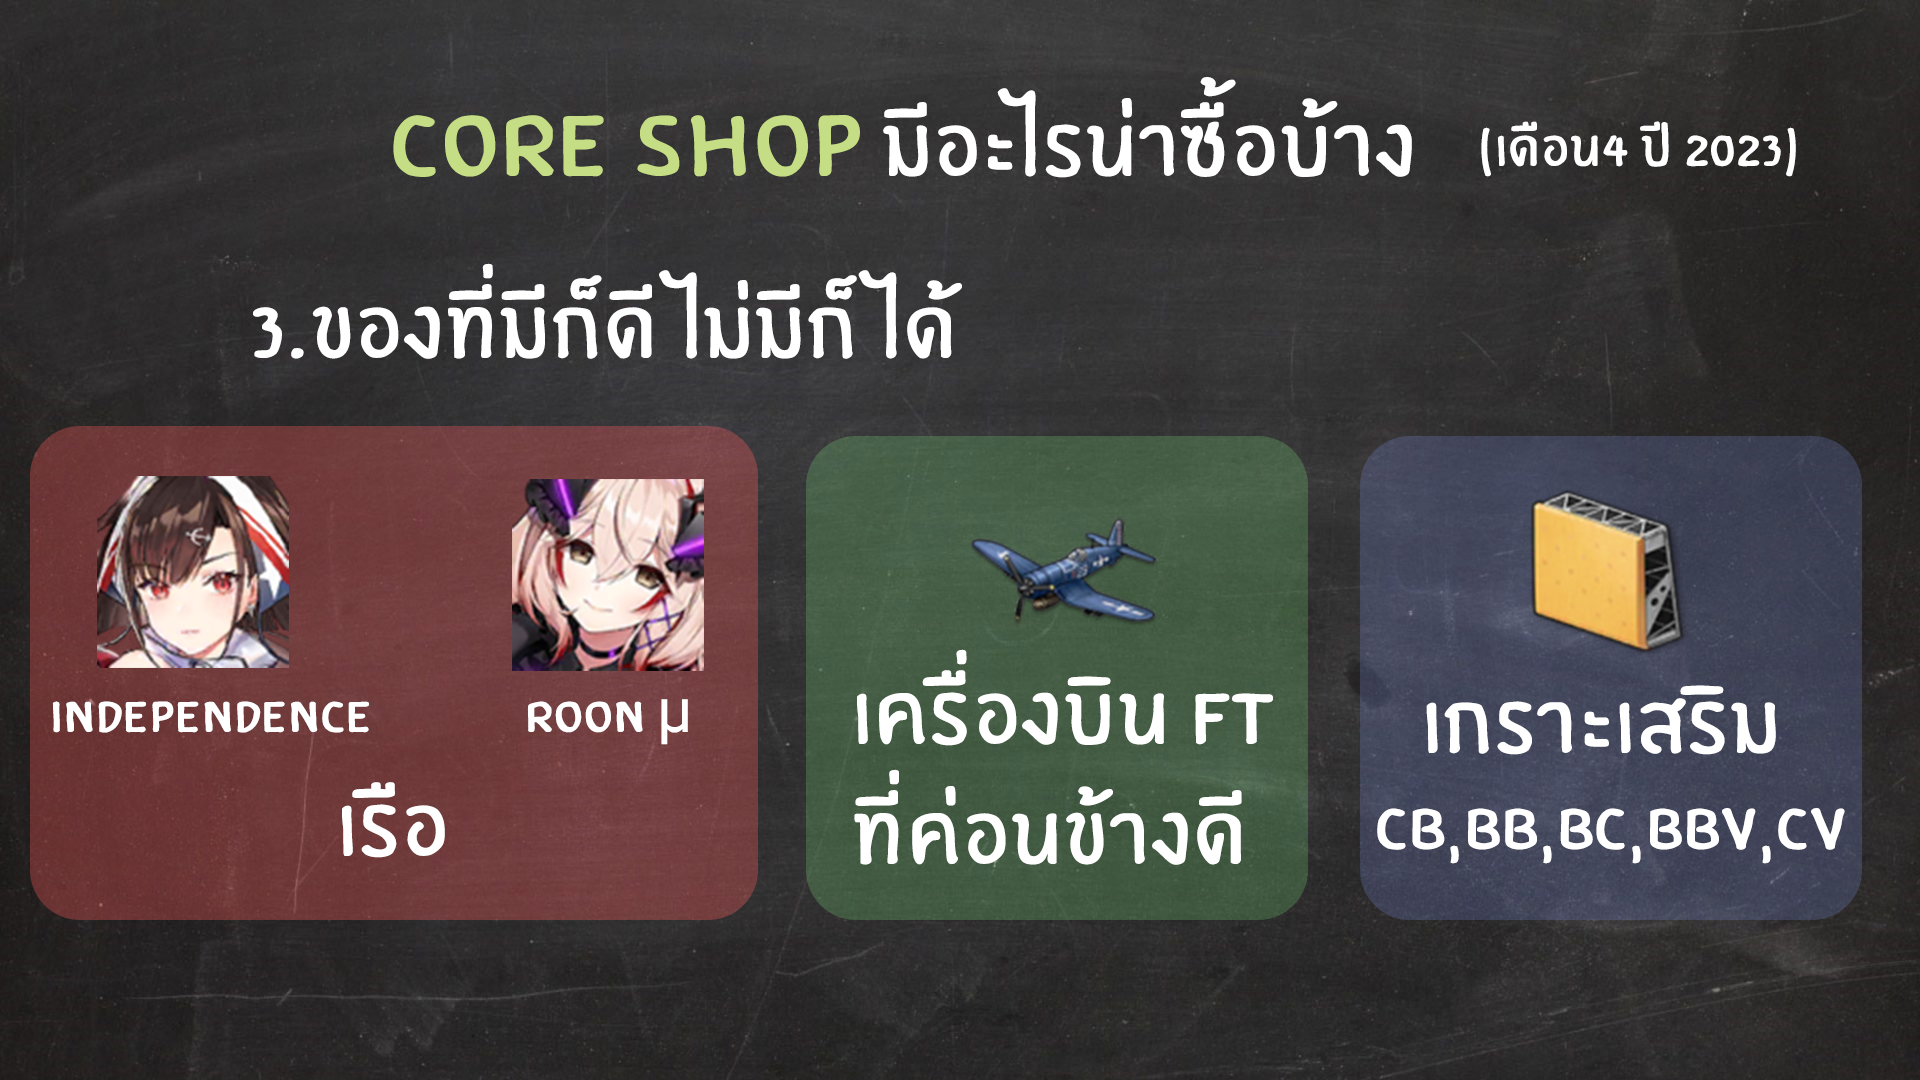 CORE SHOP มีอะไรน่าซื้อบ้าง (เดือน4 ปี 2023)
3.ของที่มีก็ดี ไม่มีก็ได้
INDEPENDENCE
ROON μ
เรือ
เครื่องบิน FT
ที่ค่อนข้างดี
เกราะเสริม
CB,BB,BC,BBV,CV